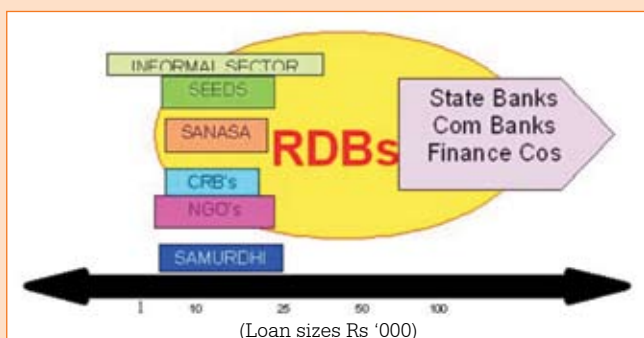 INFORMAL SECTOR
SEEDS
SANASA
CRB's
NGO's
SAMURDHI
RDBs
State Banks
Com Banks
Finance Cos
1 10 25 50 100
(Loan sizes Rs ‘000)